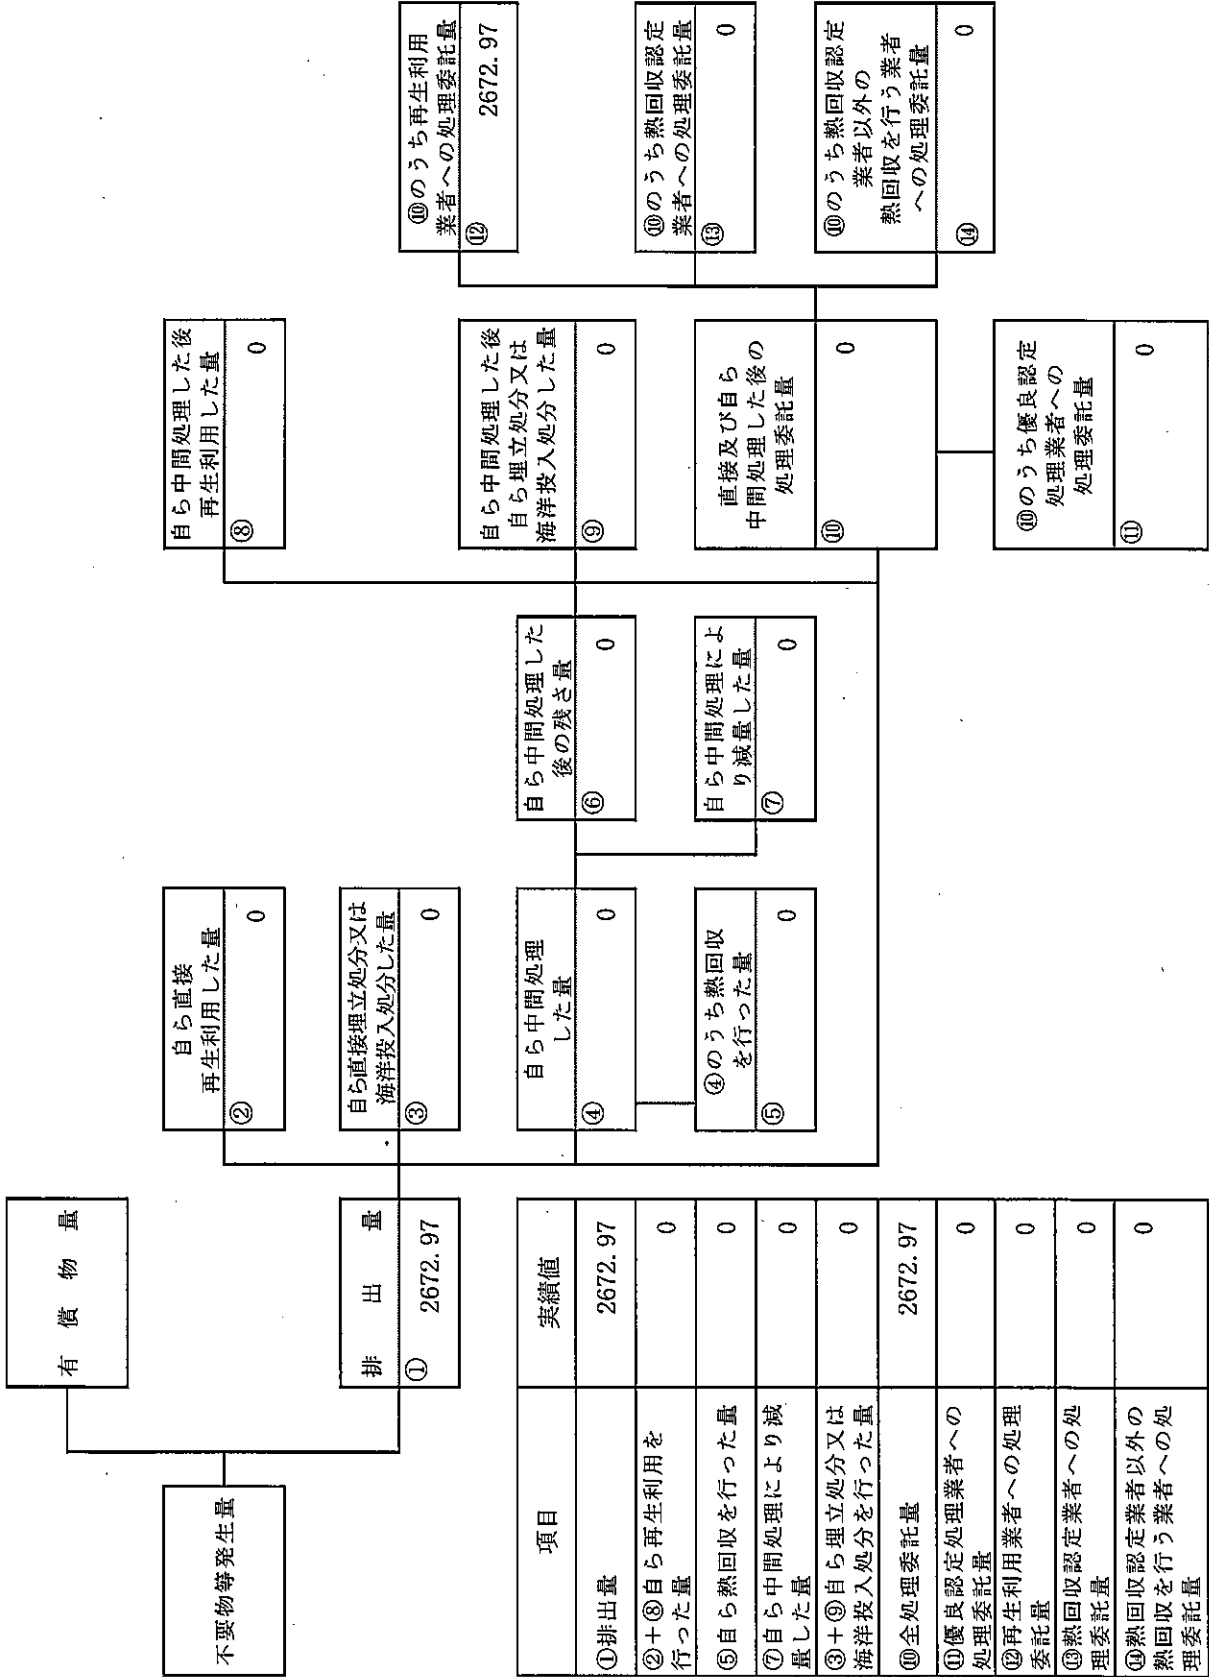 有償物量
不要物等発生量
排出量
① 2672.97
自ら直接
再生利用した量
② 0
自ら直接埋立処分又は
海洋投入処分した量
③ 0
自ら中間処理
した量
④ 0
④のうち熱回収
を行った量
⑤ 0
自ら中間処理した
後の残さ量
⑥ 0
自ら中間処理によ
り減量した量
⑦ 0
自ら中間処理した後
再生利用した量
⑧ 0
自ら中間処理した後
自ら埋立処分又は
海洋投入処分した量
⑨ 0
直接及び自ら
中間処理した後の
処理委託量
⑩ 0
⑩のうち優良認定
処理業者への
処理委託量
⑪ 0
⑩のうち再生利用
業者への処理委託量
⑫ 2672.97
⑩のうち熱回収認定
業者への処理委託量
⑬ 0
⑩のうち熱回収認定
業者以外の
熱回収を行う業者
への処理委託量
⑭ 0
項目 実績値
①排出量 2672.97
②+⑧自ら再生利用を
行った量 0
⑤自ら熱回収を行った量 0
⑦自ら中間処理により減
量した量 0
③+⑨自ら埋立処分又は
海洋投入処分を行った量 0
⑩全処理委託量 2672.97
⑪優良認定処理業者への
処理委託量 0
⑫再生利用業者への処理
委託量 0
⑬熱回収認定業者への処
理委託量 0
⑭熱回収認定業者以外の
熱回収を行う業者への処
理委託量 0